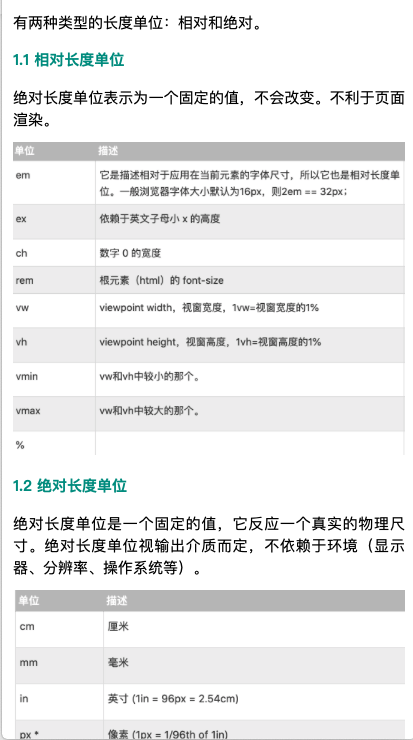 有两种类型的长度单位：相对和绝对。
1.1 相对长度单位
绝对长度单位表示为一个固定的值，不会改变。不利于页面
渲染。
单位 描述
em 它是描述相对于应用在当前元素的字体尺寸，所以它也是相对长度单
位。一般浏览器字体大小默认为16px，则2em == 32px；
ex 依赖于英文子母小 x 的高度
ch 数字 0 的宽度
rem 根元素（html）的 font-size
vw viewpoint width，视窗宽度，1vw=视窗宽度的1%
vh viewpoint height，视窗高度，1vh=视窗高度的1%
vmin vw和vh中较小的那个。
vmax vw和vh中较大的那个。
%
1.2 绝对长度单位
绝对长度单位是一个固定的值，它反应一个真实的物理尺
寸。绝对长度单位视输出介质而定，不依赖于环境（显示
器、分辨率、操作系统等）。
单位 描述
cm 厘米
mm 毫米
in 英寸 (1in = 96px = 2.54cm)
px * 像素 (1px = 1/96th of 1in)